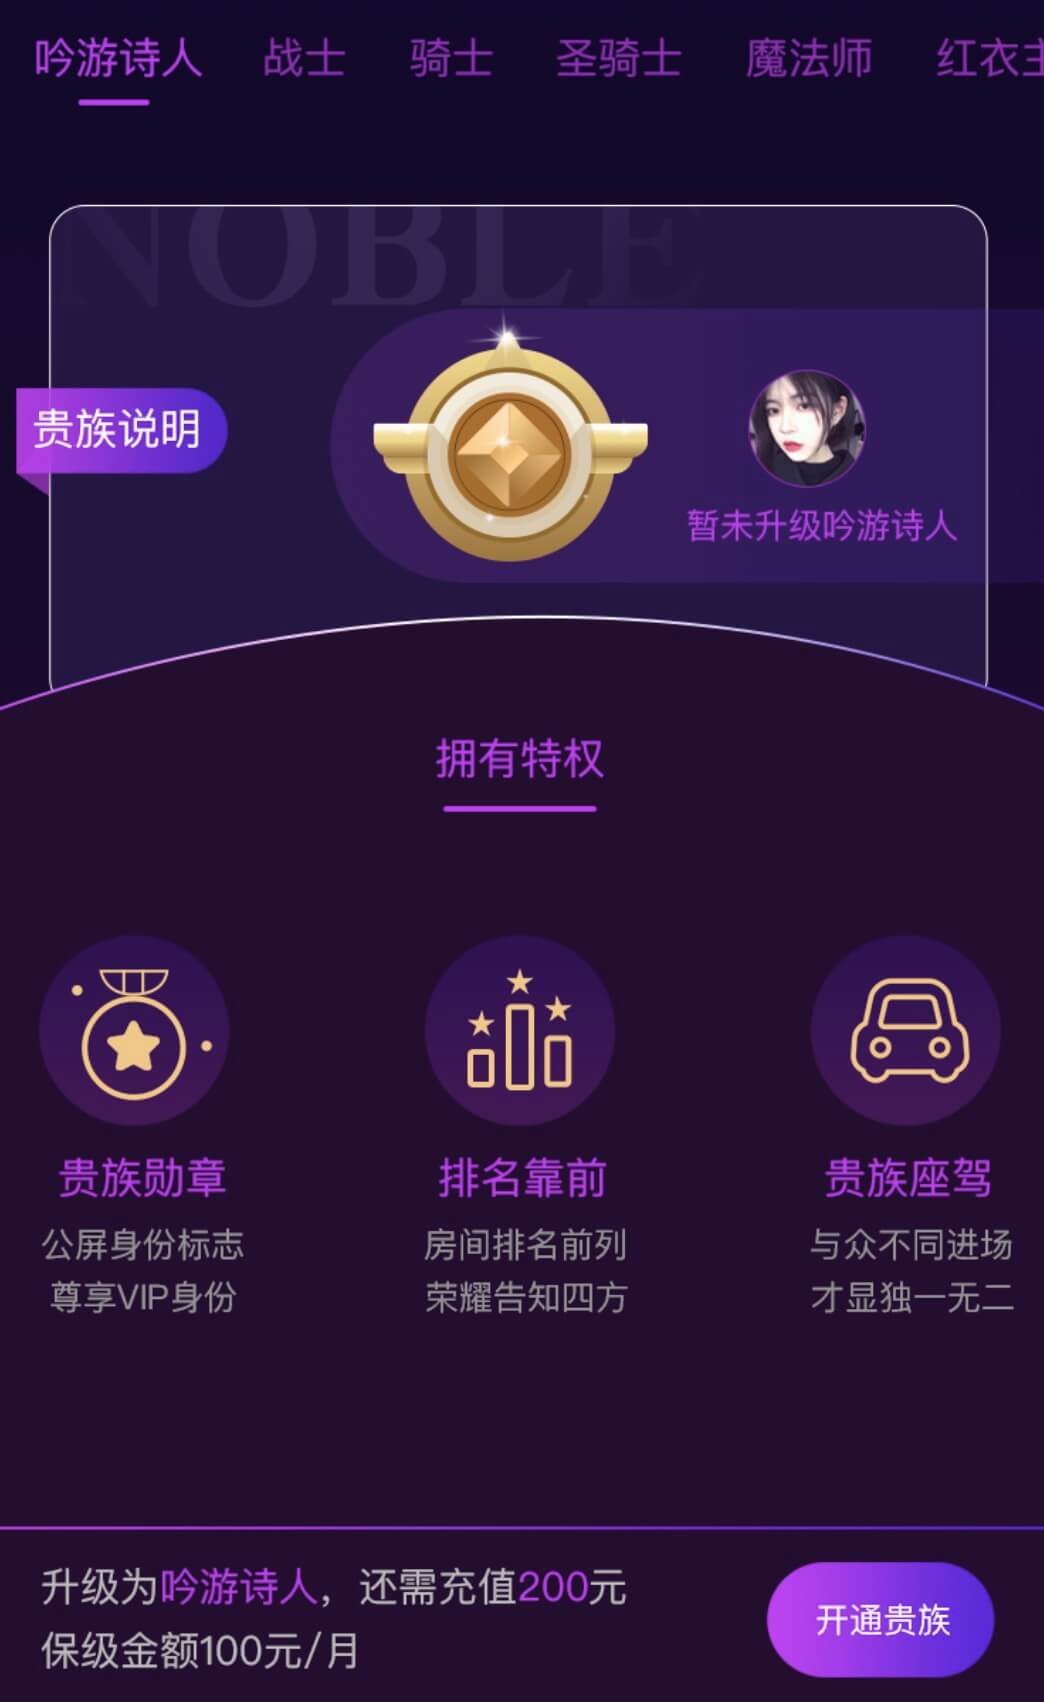 吟游诗人 战士 骑士 圣骑士 魔法师 红衣主
NOBLE
贵族说明
暂未升级吟游诗人
拥有特权
贵族勋章 排名靠前 贵族座驾
公屏身份标志 房间排名前列 与众不同进场
尊享VIP身份 荣耀告知四方 才显独一无二
升级为吟游诗人，还需充值200元
保级金额100元/月
开通贵族